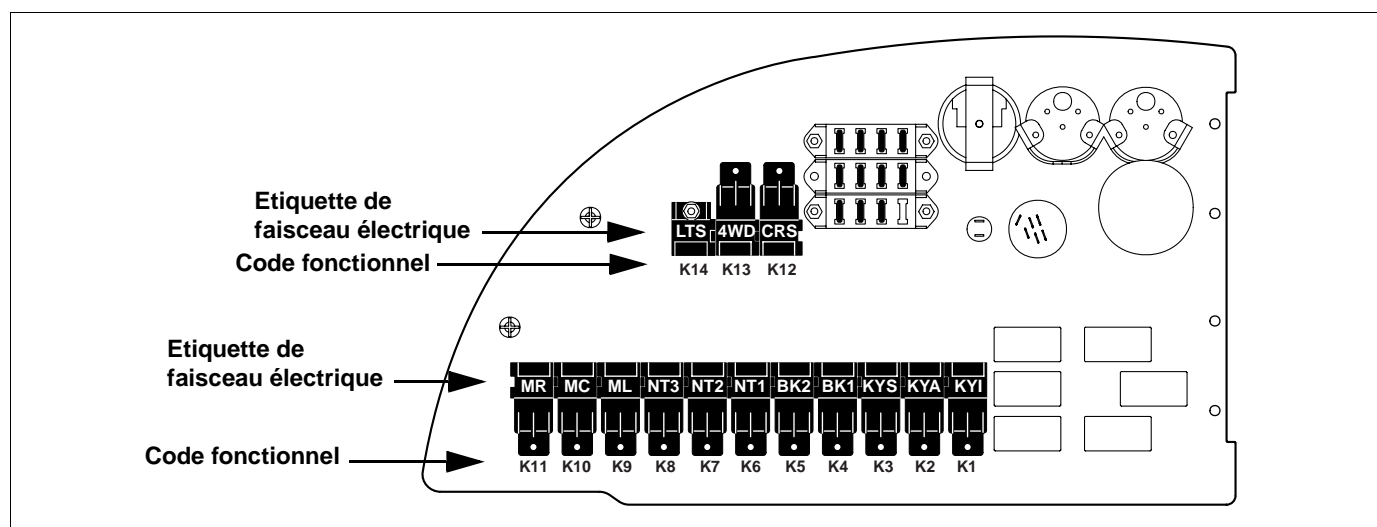 Etiquette de
faisceau électrique
LTS 4WD CRS
Code fonctionnel
K14 K13 K12
Etiquette de
faisceau électrique
MR MC ML NT3 NT2 NT1 BK2 BK1 KYS KYA KYI
Code fonctionnel
K11 K10 K9 K8 K7 K6 K5 K4 K3 K2 K1